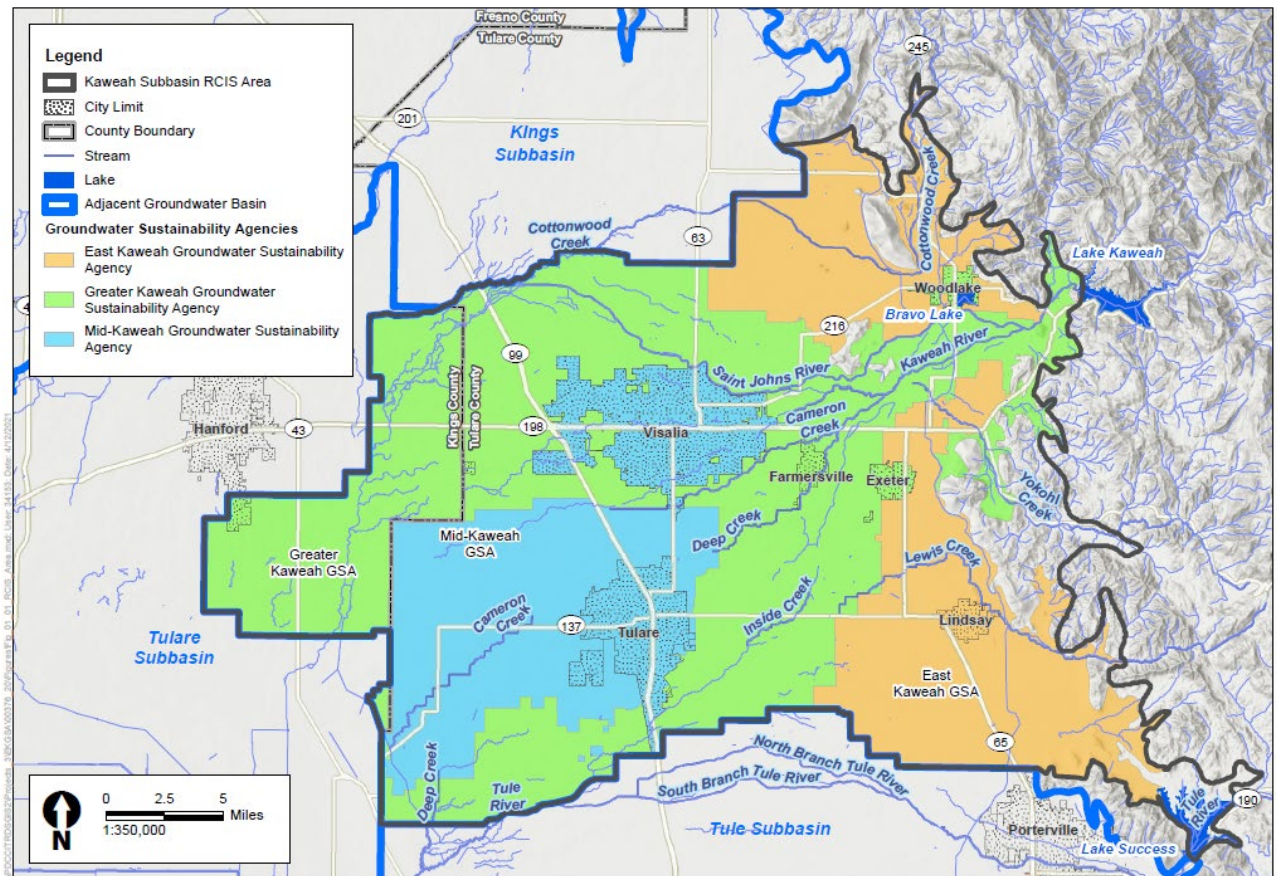 Legend
Kaweah Subbasin RCIS Area
City Limit
County Boundary
Stream
Lake
Adjacent Groundwater Basin
Groundwater Sustainability Agencies
East Kaweah Groundwater Sustainability
Agency
Greater Kaweah Groundwater
Sustainability Agency
Mid-Kaweah Groundwater Sustainability
Agency
Fresno County
Tulare County
245
201
Kings
Subbasin
Cottonwood
Creek
63
Cottonwood Creek
Lake Kaweah
Woodlake
Bravo Lake
216
Kaweah River
99
Saint Johns River
Kings County
Tulare County
Hanford
43
198
Visalia
Cameron
Creek
Farmersville
Exeter
Yokohl
Creek
Deep Creek
Mid-Kaweah
GSA
Greater
Kaweah GSA
Lewis Creek
Cameron
Creek
Inside Creek
137
Tulare
Lindsay
Tulare
Subbasin
East
Kaweah GSA
65
North Branch Tule River
South Branch Tule River
Deep Creek
Tule
River
Tule Subbasin
Porterville
190
Tule
River
Lake Success
N
0 2.5 5
Miles
1:350,000